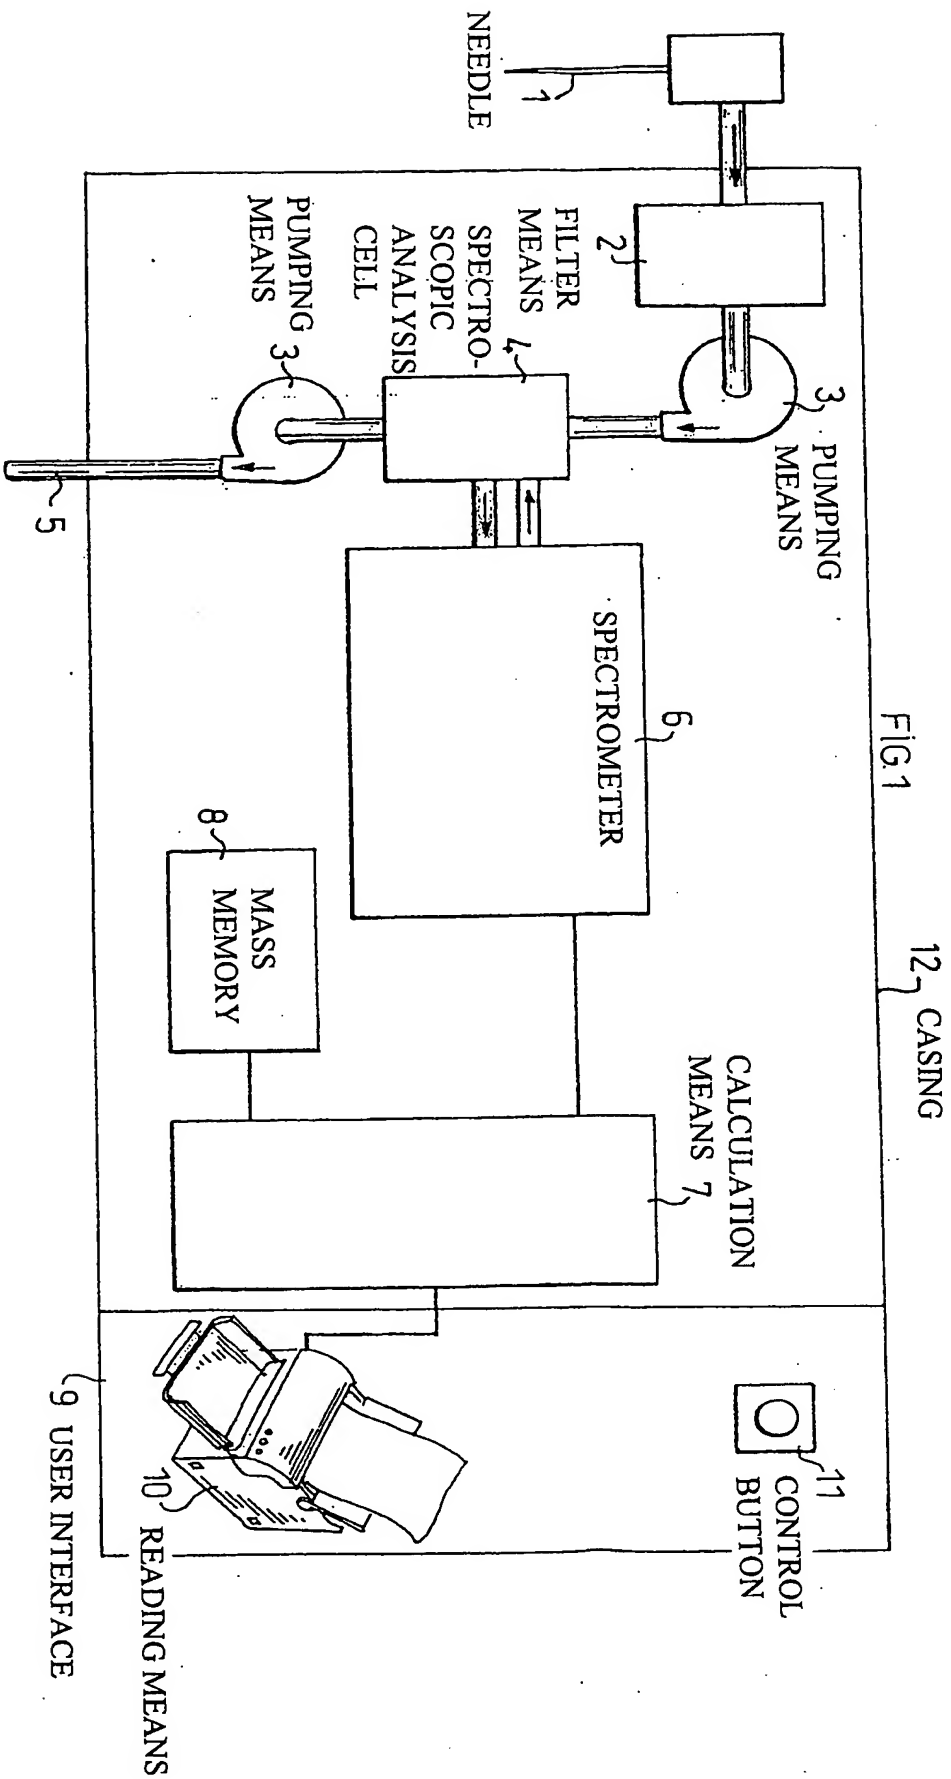 FIG.1
12 CASING
NEEDLE
1
2
FILTER
MEANS
3
PUMPING
MEANS
4
SPECTRO-
SCOPIC
ANALYSIS
CELL
3
PUMPING
MEANS
5
6
SPECTROMETER
CALCULATION
MEANS 7
8
MASS
MEMORY
11
CONTROL
BUTTON
10
READING MEANS
9 USER INTERFACE